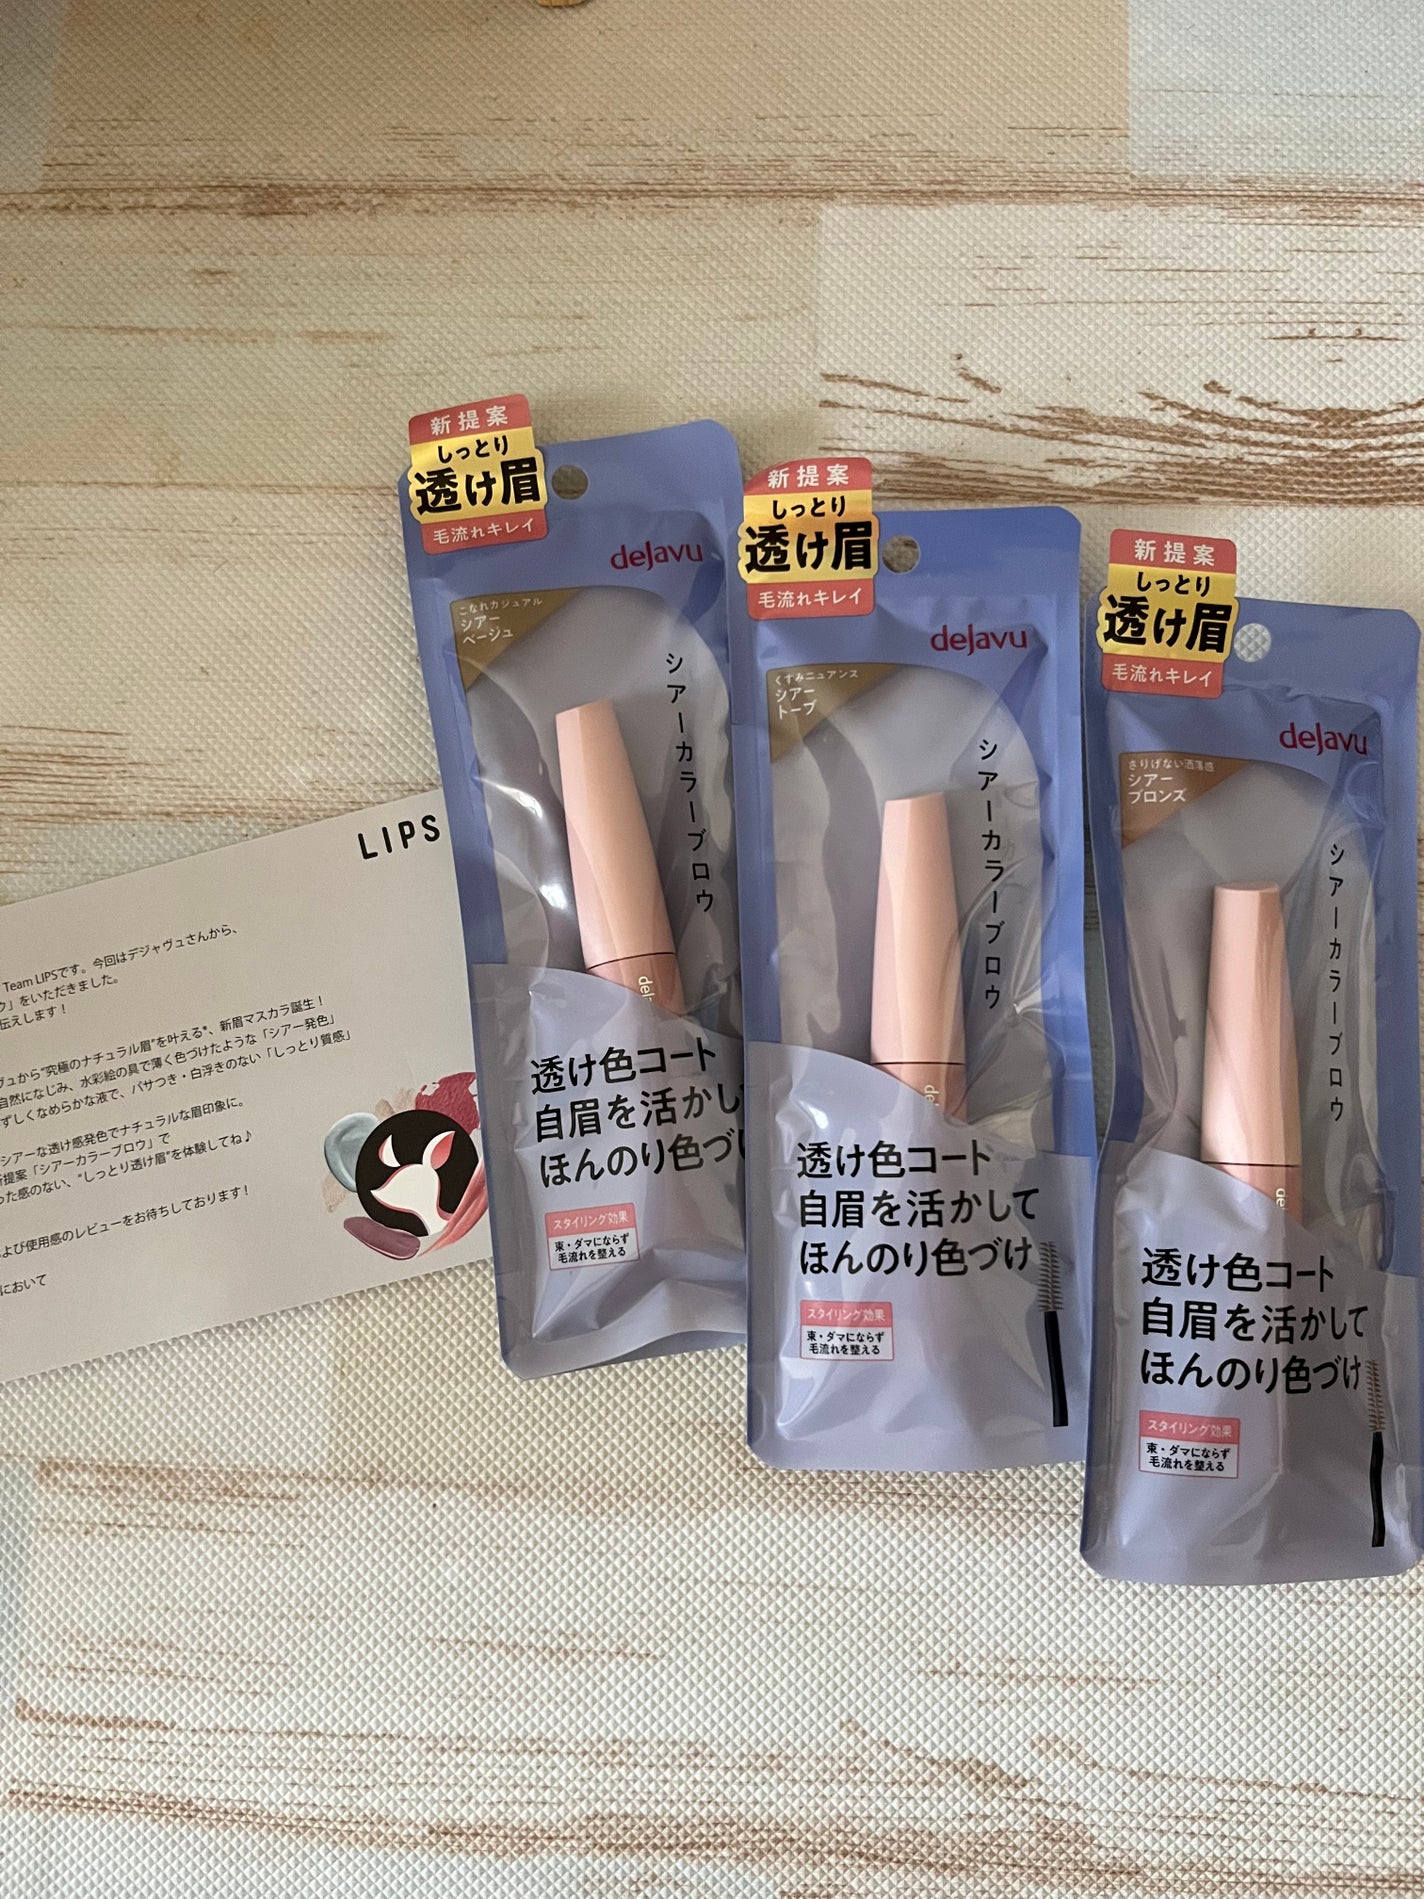 LIPS
Team LIPSです。今回はデジャヴュさんから、
」をいただきました。
伝えします！
ヴュから"究極のナチュラル眉"を叶える*、新眉マスカラ誕生！
自然になじみ、水彩絵の具で薄く色づけたような「シアー発色」
ずしくなめらかな液で、パサつき・白浮きのない「しっとり質感」
シアーな透け感発色でナチュラルな眉印象に。
新提案「シアーカラーブロウ」で
った感のない、"しっとり透け眉"を体験してね♪
および使用感のレビューをお待ちしております！
において
新提案
しっとり
透け眉
毛流れキレイ
dejavu
こなれカジュアル
シアー
ベージュ
シアーカラーブロウ
透け色コート
自眉を活かし
ほんのり色づ
スタイリング効果
束・ダマにならず
毛流れを整える
新提案
しっとり
透け眉
毛流れキレイ
dejavu
くすみニュアンス
シアー
トープ
シアーカラーブロウ
透け色コート
自眉を活かして
ほんのり色づけ
スタイリング効果
束・ダマにならず
毛流れを整える
新提案
しっとり
透け眉
毛流れキレイ
dejavu
さりげない洒落感
シアー
ブロンズ
シアーカラーブロウ
de
透け色コート
自眉を活かして
ほんのり色づけ
スタイリング効果
束・ダマにならず
毛流れを整える